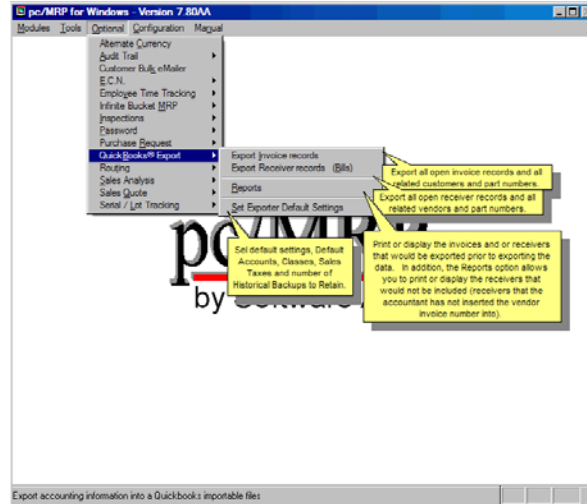 pc/MRP for Windows - Version 7.80AA
Modules Tools Optional Configuration Manual
Alternate Currency
Audit Trail
Customer Bulk eMailer
E.C.N.
Employee Time Tracking
Infinite Bucket MRP
Inspections
Password
Purchase Request
QuickBooks® Export
Routing
Sales Analysis
Sales Quote
Serial / Lot Tracking
Export Invoice records
Export Receiver records (Bills)
Reports
Set Exporter Default Settings
Export all open invoice records and all
related customers and part numbers.
Export all open receiver records and all
related vendors and part numbers.
Print or display the invoices and or receivers
that would be exported prior to exporting the
data. In addition, the Reports option allows
you to print or display the receivers that
would not be included (receivers that the
accountant has not inserted the vendor
invoice number into).
Set default settings, Default
Accounts, Classes, Sales
Taxes and number of
Historical Backups to Retain.
pc/MRP
by Software
Export accounting information into a Quickbooks importable files